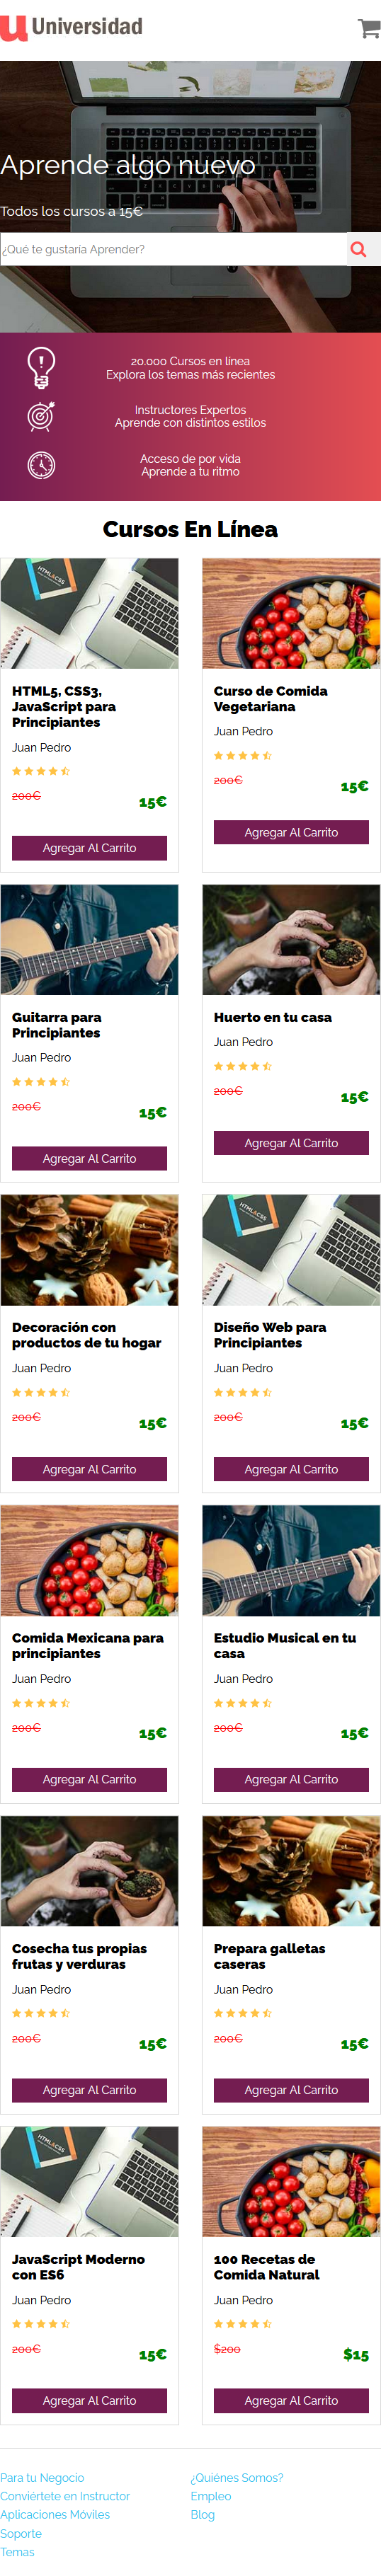 Universidad
Aprende algo nuevo
Todos los cursos a 15€
¿Qué te gustaría Aprender?
20.000 Cursos en línea
Explora los temas más recientes
Instructores Expertos
Aprende con distintos estilos
Acceso de por vida
Aprende a tu ritmo
Cursos En Línea
HTML&CSS
HTML5, CSS3,
JavaScript para
Principiantes
Juan Pedro
200€
15€
Agregar Al Carrito
Curso de Comida
Vegetariana
Juan Pedro
200€
15€
Agregar Al Carrito
Guitarra para
Principiantes
Juan Pedro
200€
15€
Agregar Al Carrito
Huerto en tu casa
Juan Pedro
200€
15€
Agregar Al Carrito
Decoración con
productos de tu hogar
Juan Pedro
200€
15€
Agregar Al Carrito
HTML&CSS
Diseño Web para
Principiantes
Juan Pedro
200€
15€
Agregar Al Carrito
Comida Mexicana para
principiantes
Juan Pedro
200€
15€
Agregar Al Carrito
Estudio Musical en tu
casa
Juan Pedro
200€
15€
Agregar Al Carrito
Cosecha tus propias
frutas y verduras
Juan Pedro
200€
15€
Agregar Al Carrito
Prepara galletas
caseras
Juan Pedro
200€
15€
Agregar Al Carrito
HTML&CSS
JavaScript Moderno
con ES6
Juan Pedro
200€
15€
Agregar Al Carrito
100 Recetas de
Comida Natural
Juan Pedro
$200
$15
Agregar Al Carrito
Para tu Negocio
Conviértete en Instructor
Aplicaciones Móviles
Soporte
Temas
¿Quiénes Somos?
Empleo
Blog